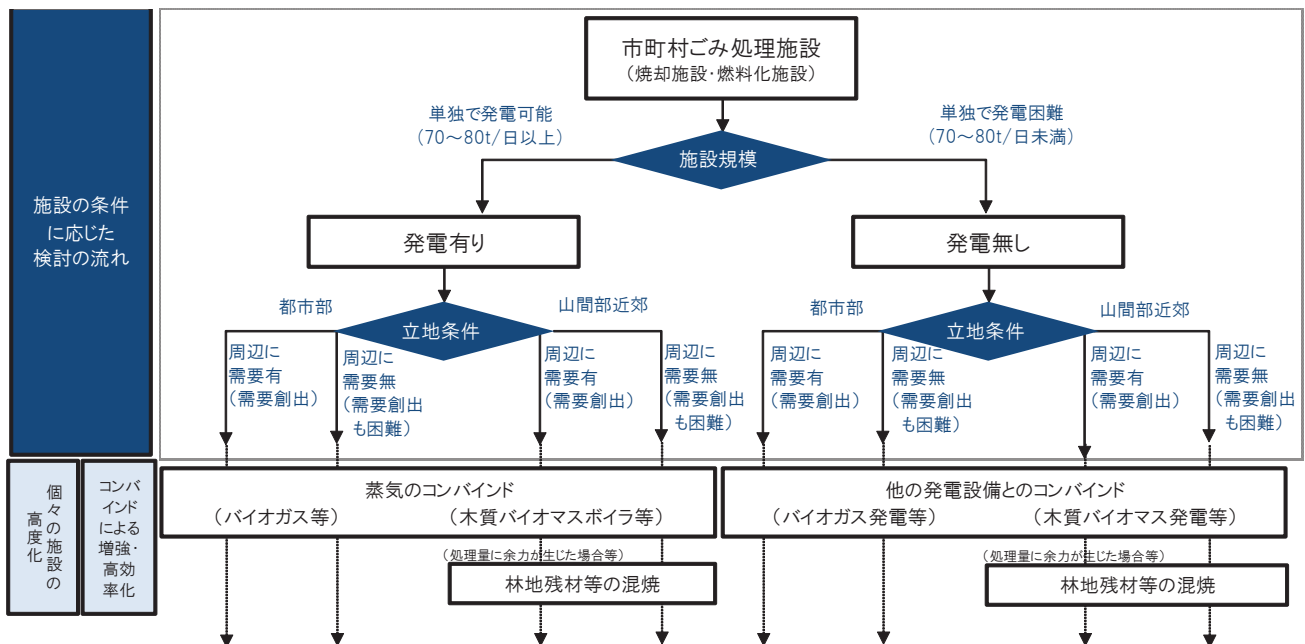 市町村ごみ処理施設
(焼却施設・燃料化施設)
単独で発電可能
(70～80t/日以上)
単独で発電困難
(70～80t/日未満)
施設規模
施設の条件
に応じた
検討の流れ
発電有り
発電無し
都市部
立地条件
山間部近郊
都市部
立地条件
山間部近郊
周辺に
需要有
(需要創出)
周辺に
需要無
(需要創出
も困難)
周辺に
需要有
(需要創出)
周辺に
需要無
(需要創出
も困難)
周辺に
需要有
(需要創出)
周辺に
需要無
(需要創出
も困難)
周辺に
需要有
(需要創出)
周辺に
需要無
(需要創出
も困難)
個々の施設の
高度化
コンバ
インド
による
増強・
高効
率化
蒸気のコンバインド
(バイオガス等)
(木質バイオマスボイラ等)
他の発電設備とのコンバインド
(バイオガス発電等)
(木質バイオマス発電等)
(処理量に余力が生じた場合等)
林地残材等の混焼
(処理量に余力が生じた場合等)
林地残材等の混焼